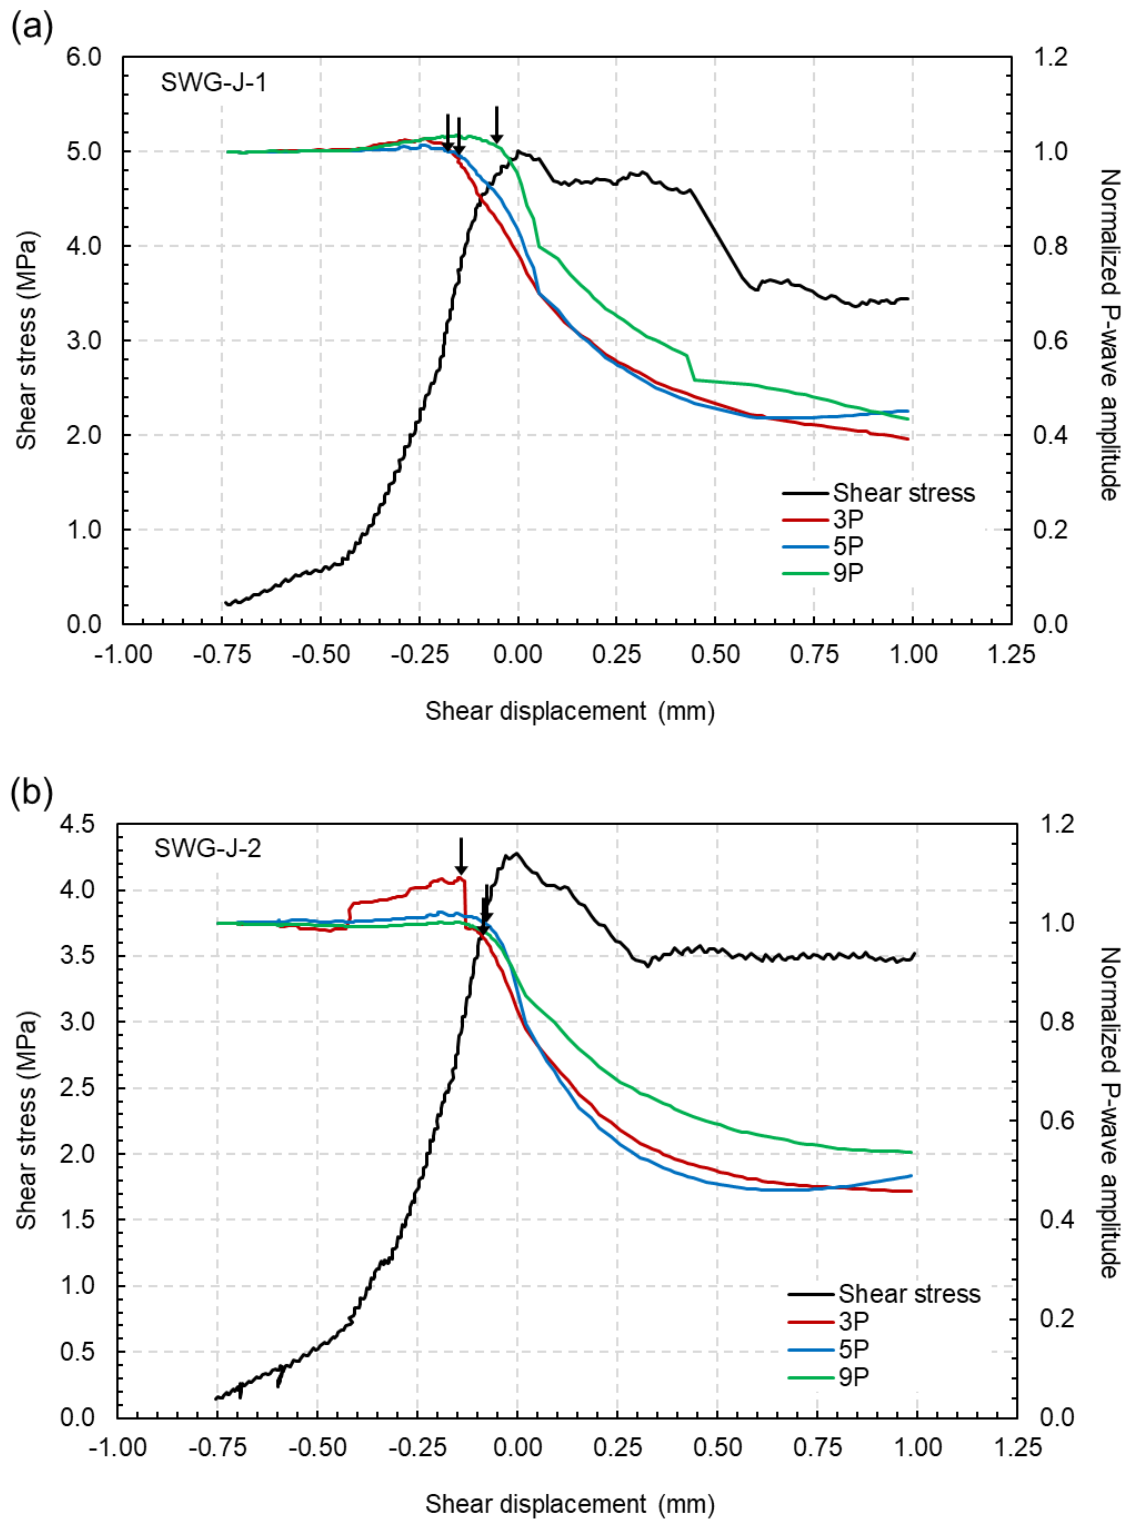 (a)
SWG-J-1
6.0
5.0
4.0
3.0
2.0
1.0
0.0
Shear stress (MPa)
1.2
1.0
0.8
0.6
0.4
0.2
0.0
Normalized P-wave amplitude
Shear stress
3P
5P
9P
-1.00 -0.75 -0.50 -0.25 0.00 0.25 0.50 0.75 1.00 1.25
Shear displacement (mm)
(b)
SWG-J-2
4.5
4.0
3.5
3.0
2.5
2.0
1.5
1.0
0.5
0.0
Shear stress (MPa)
1.2
1.0
0.8
0.6
0.4
0.2
0.0
Normalized P-wave amplitude
Shear stress
3P
5P
9P
-1.00 -0.75 -0.50 -0.25 0.00 0.25 0.50 0.75 1.00 1.25
Shear displacement (mm)